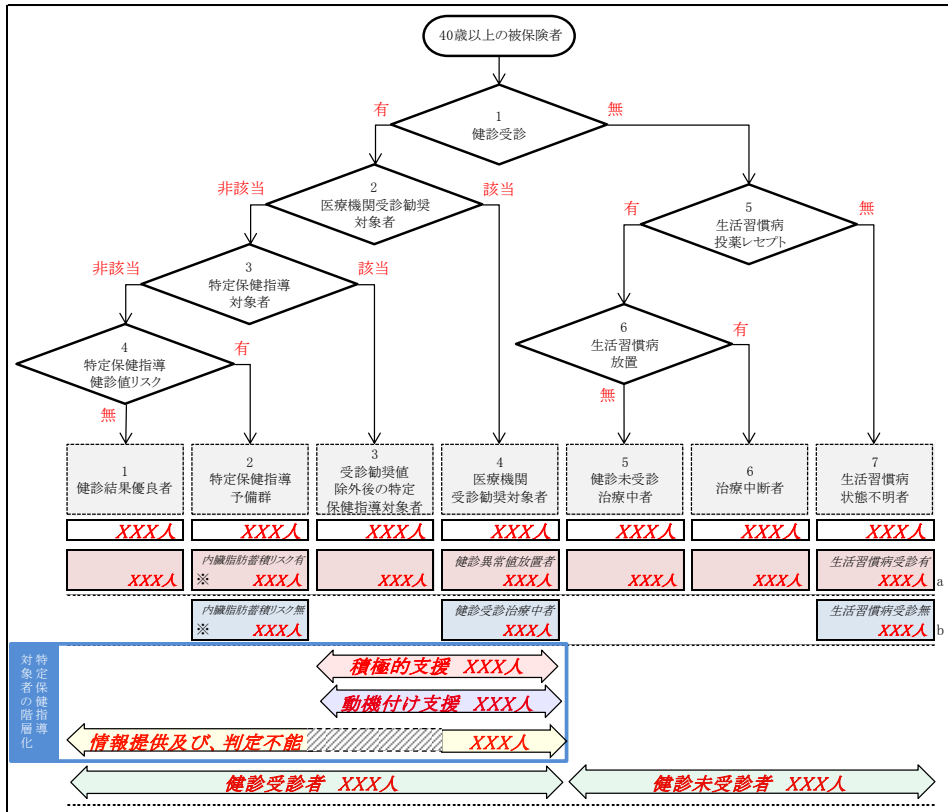 40歳以上の被保険者
有
1
健診受診
無
非該当
2
医療機関受診勧奨
対象者
該当
有
5
生活習慣病
投薬レセプト
無
非該当
3
特定保健指導
対象者
該当
6
生活習慣病
放置
有
4
特定保健指導
健診値リスク
有
無
無
1
健診結果優良者
2
特定保健指導
予備群
3
受診勧奨値
除外後の特定
保健指導対象者
4
医療機関
受診勧奨対象者
5
健診未受診
治療中者
6
治療中断者
7
生活習慣病
状態不明者
XXX人
XXX人
XXX人
XXX人
XXX人
XXX人
XXX人
XXX人
内臓脂肪蓄積リスク有
※ XXX人
XXX人
健診異常値放置者
XXX人
XXX人
XXX人
生活習慣病受診有
XXX人
a
内臓脂肪蓄積リスク無
※ XXX人
健診受診治療中者
XXX人
生活習慣病受診無
XXX人
b
特定保健指導
対象者の階層化
積極的支援 XXX人
動機付け支援 XXX人
情報提供及び、判定不能
XXX人
健診受診者 XXX人
健診未受診者 XXX人